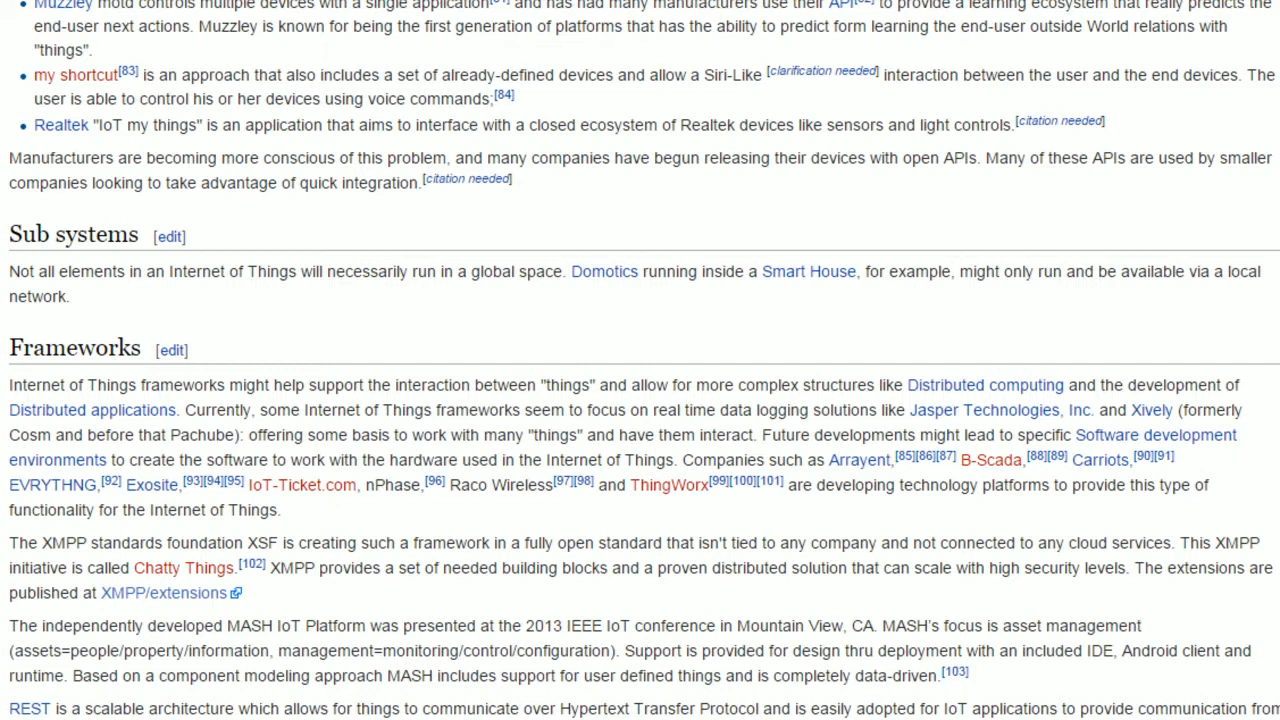 Muzzley motd controls multiple devices with a single application[81] and has had many manufacturers use their API[82] to provide a learning ecosystem that really predicts the
end-user next actions. Muzzley is known for being the first generation of platforms that has the ability to predict form learning the end-user outside World relations with
"things".
my shortcut[83] is an approach that also includes a set of already-defined devices and allow a Siri-Like [clarification needed] interaction between the user and the end devices. The
user is able to control his or her devices using voice commands;[84]
Realtek "IoT my things" is an application that aims to interface with a closed ecosystem of Realtek devices like sensors and light controls.[citation needed]
Manufacturers are becoming more conscious of this problem, and many companies have begun releasing their devices with open APIs. Many of these APIs are used by smaller
companies looking to take advantage of quick integration.[citation needed]
Sub systems [edit]
Not all elements in an Internet of Things will necessarily run in a global space. Domotics running inside a Smart House, for example, might only run and be available via a local
network.
Frameworks [edit]
Internet of Things frameworks might help support the interaction between "things" and allow for more complex structures like Distributed computing and the development of
Distributed applications. Currently, some Internet of Things frameworks seem to focus on real time data logging solutions like Jasper Technologies, Inc. and Xively (formerly
Cosm and before that Pachube): offering some basis to work with many "things" and have them interact. Future developments might lead to specific Software development
environments to create the software to work with the hardware used in the Internet of Things. Companies such as Arrayent,[85][86][87] B-Scada,[88][89] Carriots,[90][91]
EVRYTHNG,[92] Exosite,[93][94][95] IoT-Ticket.com, nPhase,[96] Raco Wireless[97][98] and ThingWorx[99][100][101] are developing technology platforms to provide this type of
functionality for the Internet of Things.
The XMPP standards foundation XSF is creating such a framework in a fully open standard that isn't tied to any company and not connected to any cloud services. This XMPP
initiative is called Chatty Things.[102] XMPP provides a set of needed building blocks and a proven distributed solution that can scale with high security levels. The extensions are
published at XMPP/extensions
The independently developed MASH IoT Platform was presented at the 2013 IEEE IoT conference in Mountain View, CA. MASH's focus is asset management
(assets=people/property/information, management=monitoring/control/configuration). Support is provided for design thru deployment with an included IDE, Android client and
runtime. Based on a component modeling approach MASH includes support for user defined things and is completely data-driven.[103]
REST is a scalable architecture which allows for things to communicate over Hypertext Transfer Protocol and is easily adopted for IoT applications to provide communication from